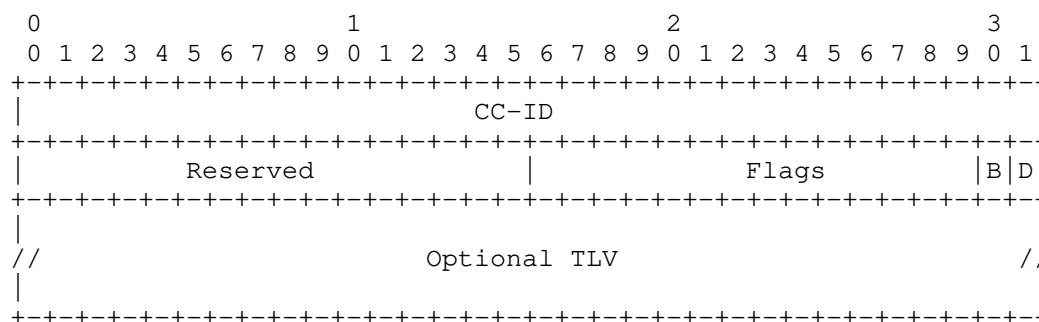 0                   1                   2                   3
 0 1 2 3 4 5 6 7 8 9 0 1 2 3 4 5 6 7 8 9 0 1 2 3 4 5 6 7 8 9 0 1
+-+-+-+-+-+-+-+-+-+-+-+-+-+-+-+-+-+-+-+-+-+-+-+-+-+-+-+-+-+-+-+-
|                            CC-ID
+-+-+-+-+-+-+-+-+-+-+-+-+-+-+-+-+-+-+-+-+-+-+-+-+-+-+-+-+-+-+-+-
|          Reserved             |             Flags         |B|D
+-+-+-+-+-+-+-+-+-+-+-+-+-+-+-+-+-+-+-+-+-+-+-+-+-+-+-+-+-+-+-+-
|
//                        Optional TLV                         //
|
+-+-+-+-+-+-+-+-+-+-+-+-+-+-+-+-+-+-+-+-+-+-+-+-+-+-+-+-+-+-+-+-